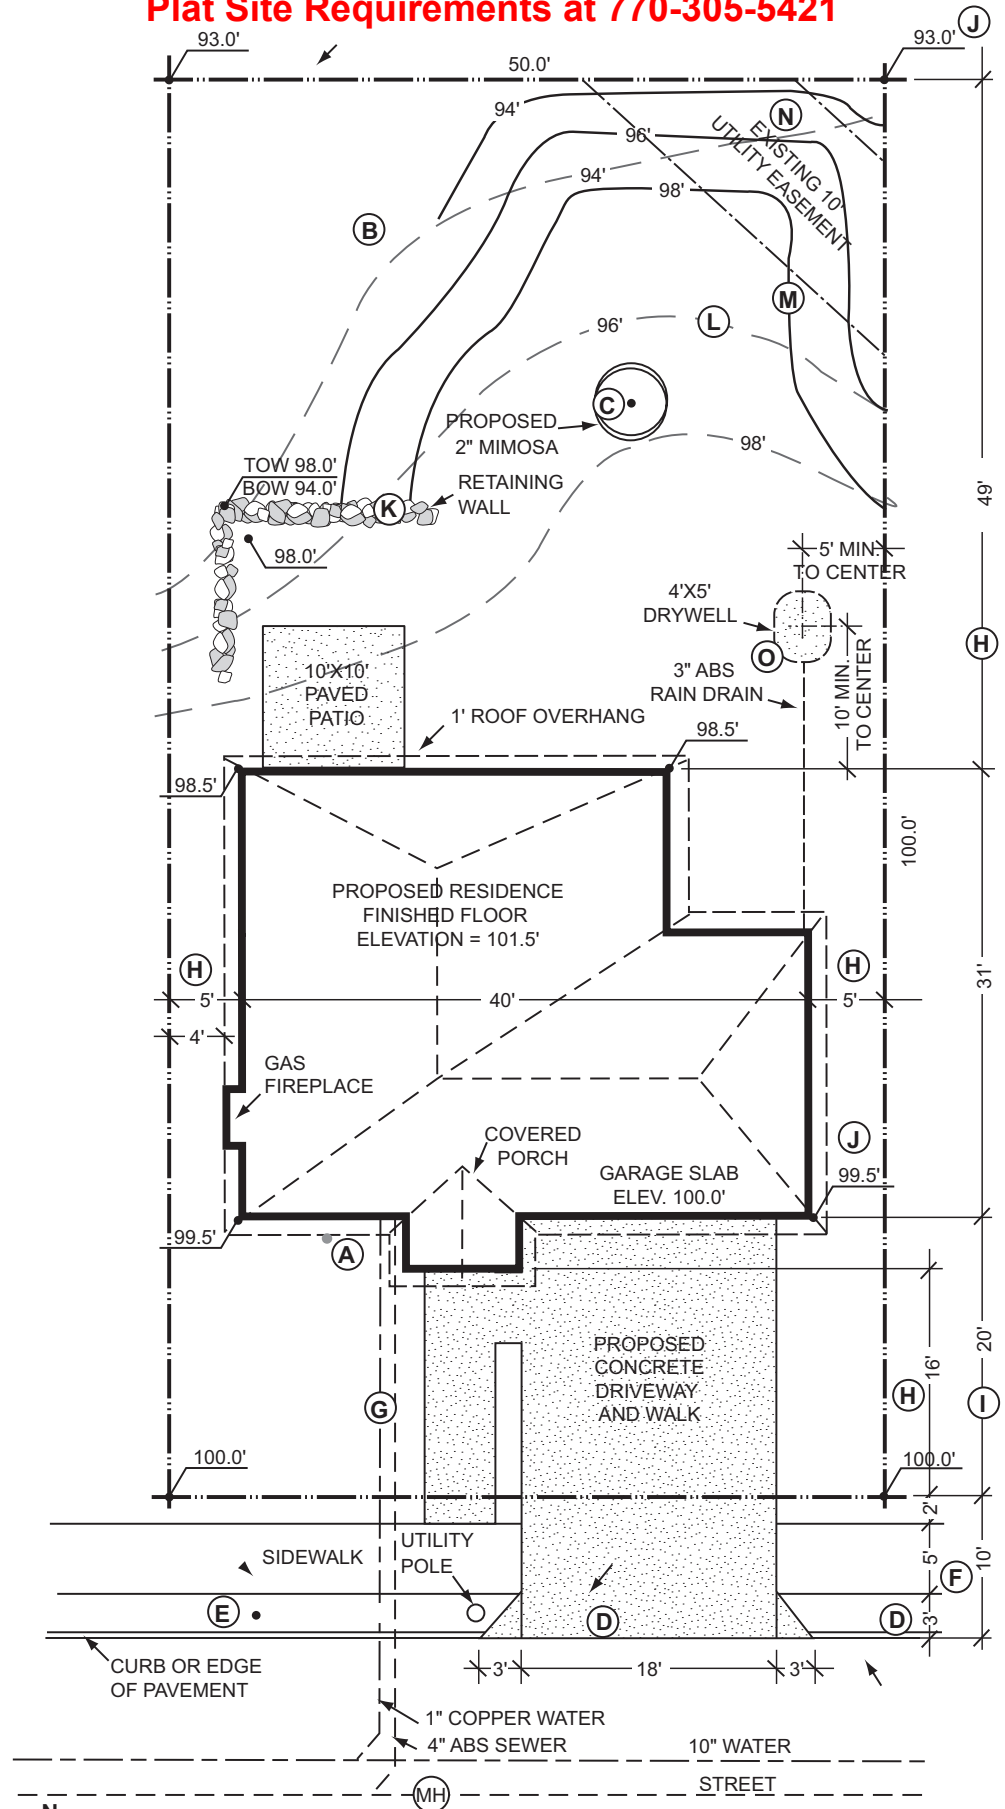 Plat Site Requirements at 770-305-5421
J
93.0'
93.0'
50.0'
94'
N
96'
EXISTING 10'
UTILITY EASEMENT
94'
98'
B
M
L
96'
C
PROPOSED
2" MIMOSA
98'
TOW 98.0'
BOW 94.0'
K
RETAINING
WALL
49'
98.0'
5' MIN.
TO CENTER
4'X5'
DRYWELL
O
H
3" ABS
RAIN DRAIN
10' MIN.
TO CENTER
10'X10'
PAVED
PATIO
1' ROOF OVERHANG
98.5'
98.5'
100.0'
PROPOSED RESIDENCE
FINISHED FLOOR
ELEVATION = 101.5'
H
H
31'
5'
40'
5'
4'
GAS
FIREPLACE
COVERED
PORCH
J
GARAGE SLAB
ELEV. 100.0'
99.5'
99.5'
A
PROPOSED
CONCRETE
DRIVEWAY
AND WALK
20'
16'
G
H
I
100.0'
100.0'
2'
UTILITY
POLE
SIDEWALK
5'
10'
F
E
D
D
3'
CURB OR EDGE
OF PAVEMENT
3'
18'
3'
1" COPPER WATER
4" ABS SEWER
10" WATER
STREET
MH
N